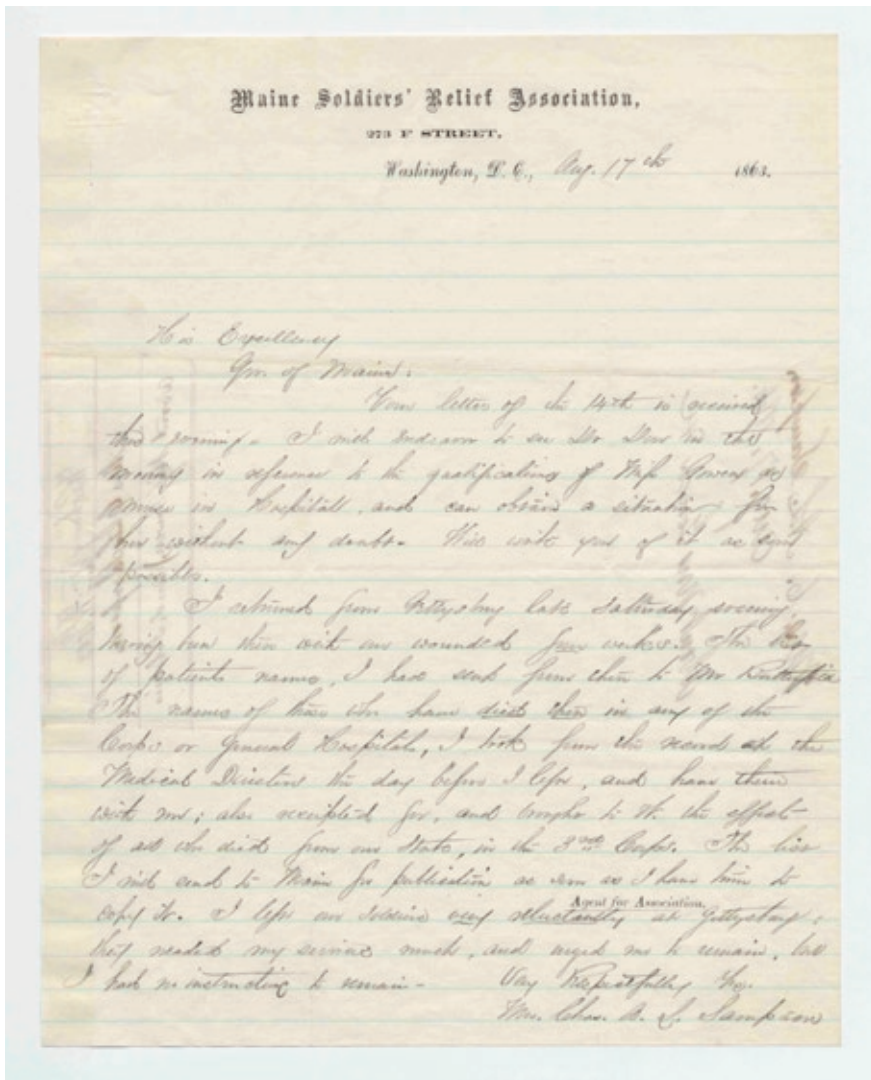 Maine Soldiers' Relief Association,
273 F STREET,
Washington, D. C., Aug. 17th 1863.
His Excellency
Gov. of Maine:
Your letter of the 14th is received
this evening. I will endeavor to see Dr Dow in the
morning in reference to the qualifications of Miss Gowen as
nurse in Hospitall, and can obtain a situation for
her without any doubt. Will write you of it as soon
possible.
I returned from Gettysburg late Saturday evening,
having been there with our wounded four weeks. The
of patients names, I have sent from there to Mr
The names of those who have died there in any of the
Corps or General Hospital, I took from the record at the
Medical Directors the day before I left, and have them
with me; also receipted for, and brought to W. the effects
of all who died from our State, in the 3rd Corps. The list
I will send to Maine for publication as soon as I have time to
Agent for Association.
copy it. I left our soldiers very reluctantly at Gettysburg;
they needed my services much, and urged me to remain, but
I had no instructions to remain -
Very Respectfully &c.
Mrs. Chas. A. L. Sampson